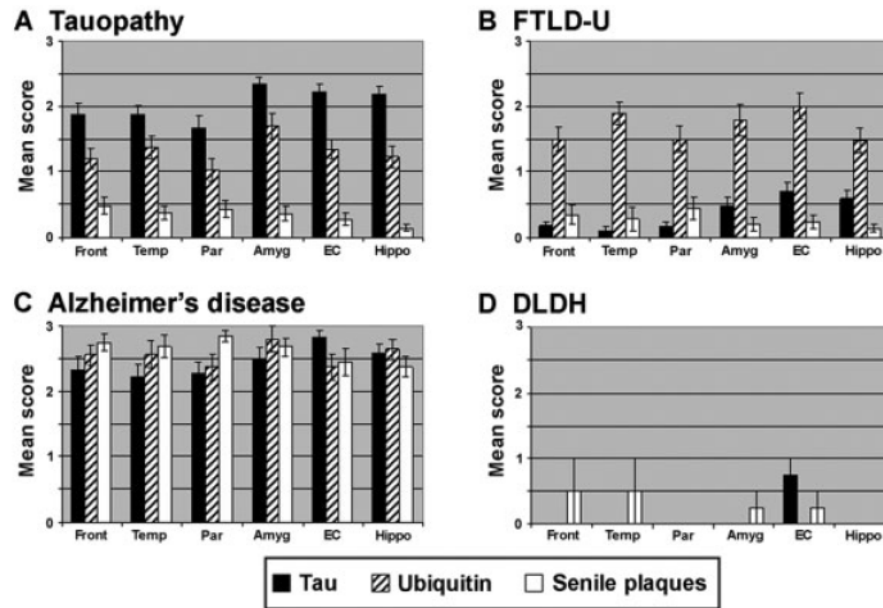 A Tauopathy
3
2
1
0
Mean score
Front Temp Par Amyg EC Hippo
B FTLD-U
3
2
1
0
Mean score
Front Temp Par Amyg EC Hippo
C Alzheimer's disease
3
2
1
0
Mean score
Front Temp Par Amyg EC Hippo
D DLDH
3
2
1
0
Mean score
Front Temp Par Amyg EC Hippo
Tau Ubiquitin Senile plaques